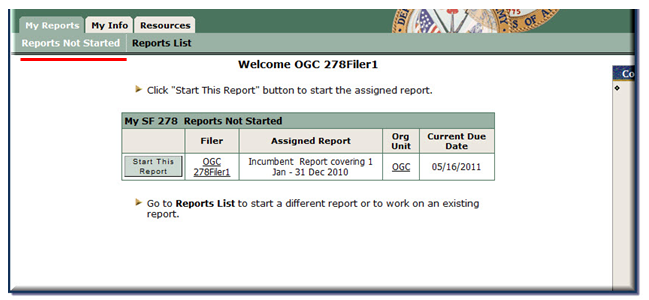 My Reports My Info Resources
Reports Not Started Reports List
Welcome OGC 278Filer1
Click "Start This Report" button to start the assigned report.
My SF 278 Reports Not Started
Filer Assigned Report Org Unit Current Due Date
Start This Report OGC 278Filer1 Incumbent Report covering 1 Jan - 31 Dec 2010 OGC 05/16/2011
Go to Reports List to start a different report or to work on an existing
report.
Co